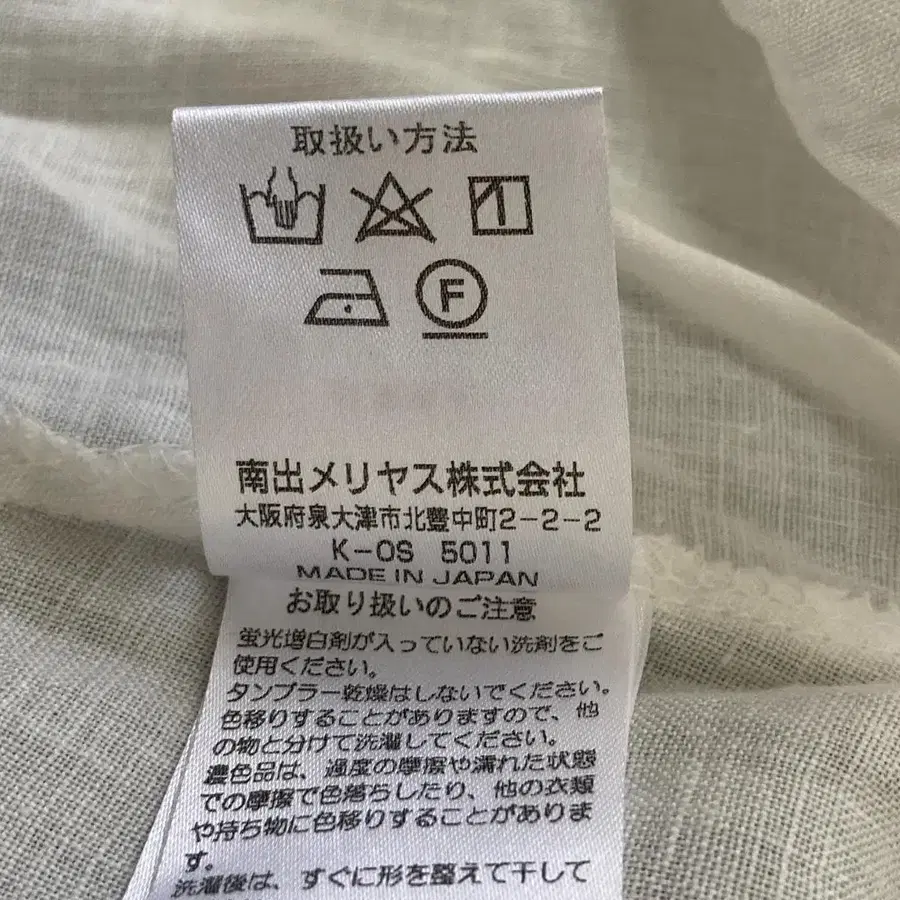 取扱い方法
F
南出メリヤス株式会社
大阪府泉大津市北豊中町2-2-2
K-OS 5011
MADE IN JAPAN
お取り扱いのご注意
蛍光増白剤が入っていない洗剤をご
使用ください。
タンブラー乾燥はしないでください。
色移りすることがありますので、他
の物と分けて洗濯してください。
濃色品は、過度の摩擦や濡れた状態
での摩擦で色落ちしたり、他の衣類
や持ち物に色移りすることがありま
す。
洗濯後は、すぐに形を整えて干して